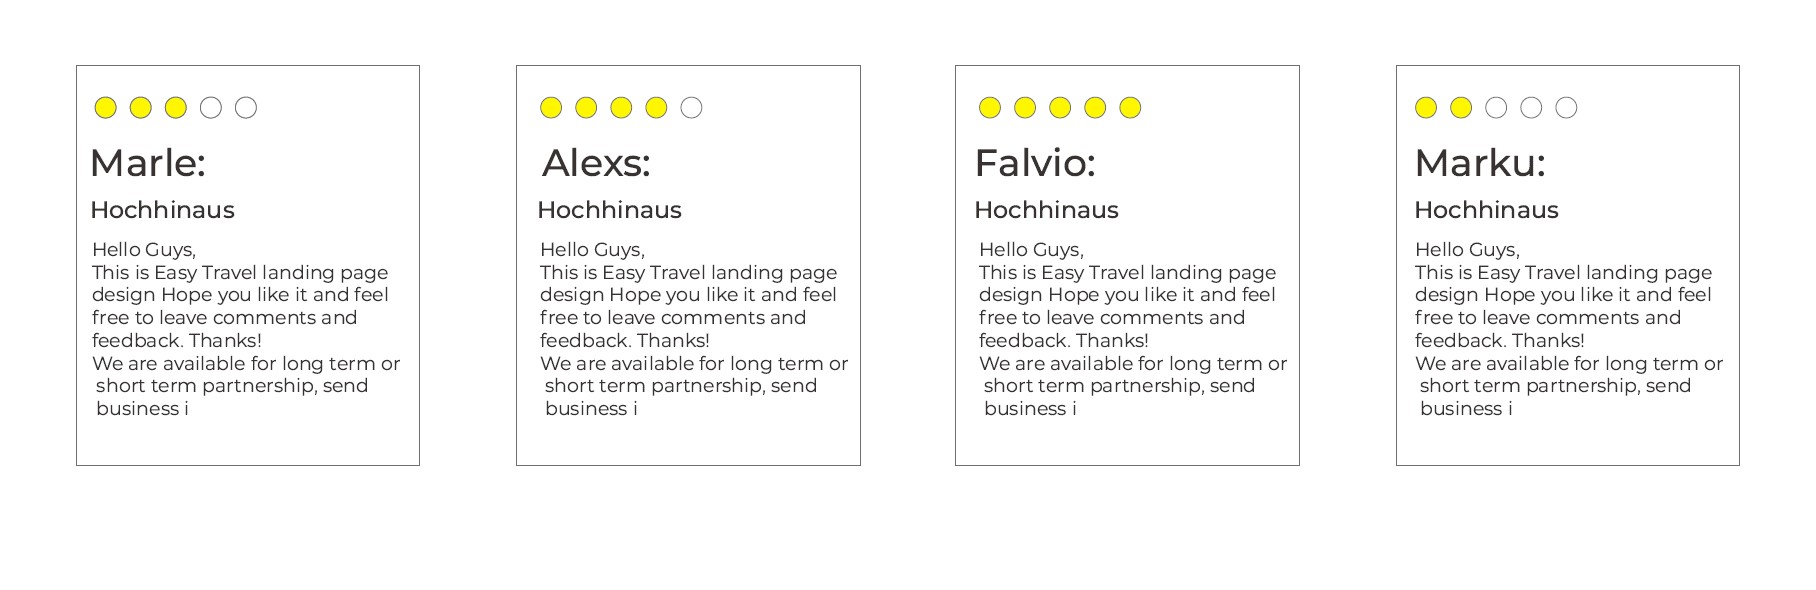 Marle:
Hochhinaus
Hello Guys,
This is Easy Travel landing page
design Hope you like it and feel
free to leave comments and
feedback. Thanks!
We are available for long term or
short term partnership, send
business i
Alexs:
Hochhinaus
Hello Guys,
This is Easy Travel landing page
design Hope you like it and feel
free to leave comments and
feedback. Thanks!
We are available for long term or
short term partnership, send
business i
Falvio:
Hochhinaus
Hello Guys,
This is Easy Travel landing page
design Hope you like it and feel
free to leave comments and
feedback. Thanks!
We are available for long term or
short term partnership, send
business i
Marku:
Hochhinaus
Hello Guys,
This is Easy Travel landing page
design Hope you like it and feel
free to leave comments and
feedback. Thanks!
We are available for long term or
short term partnership, send
business i